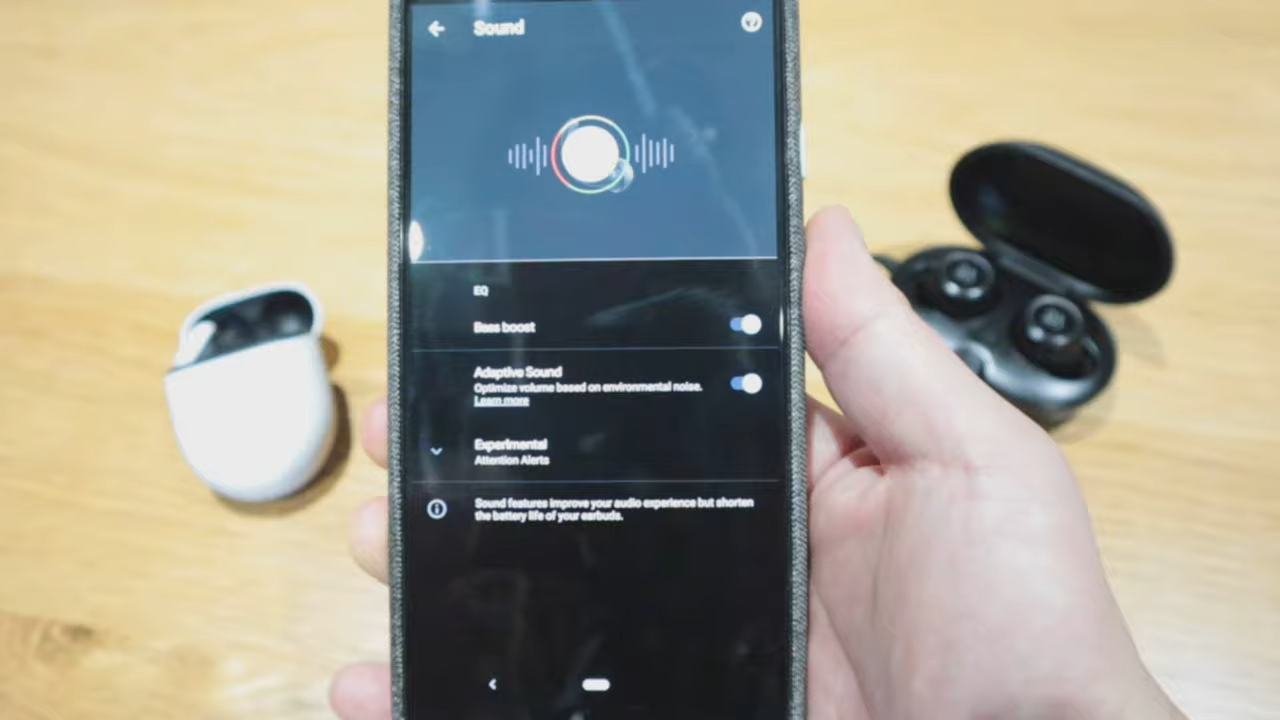 Sound
EQ
Bass boost
Adaptive Sound
Optimize volume based on environmental noise.
Learn more
Experimental
Attention Alerts
Sound features improve your audio experience but shorten
the battery life of your earbuds.